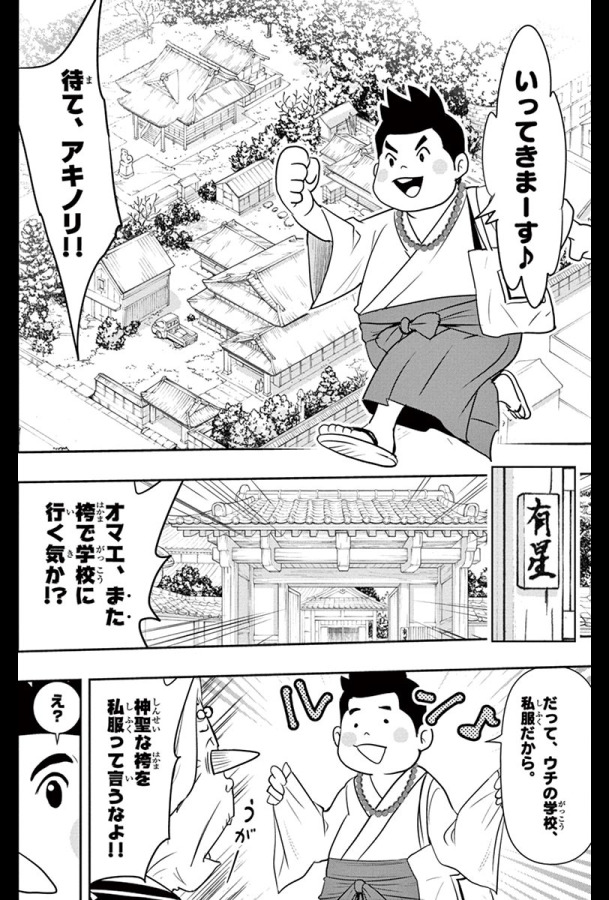 いってきまーす♪
待て、アキノリ!!
有星
オマエ、また
袴で学校に
行く気か!?
だって、ウチの学校、
私服だから。
ルンッ♪
神聖な袴を
私服って言うなよ!!
うが
え?